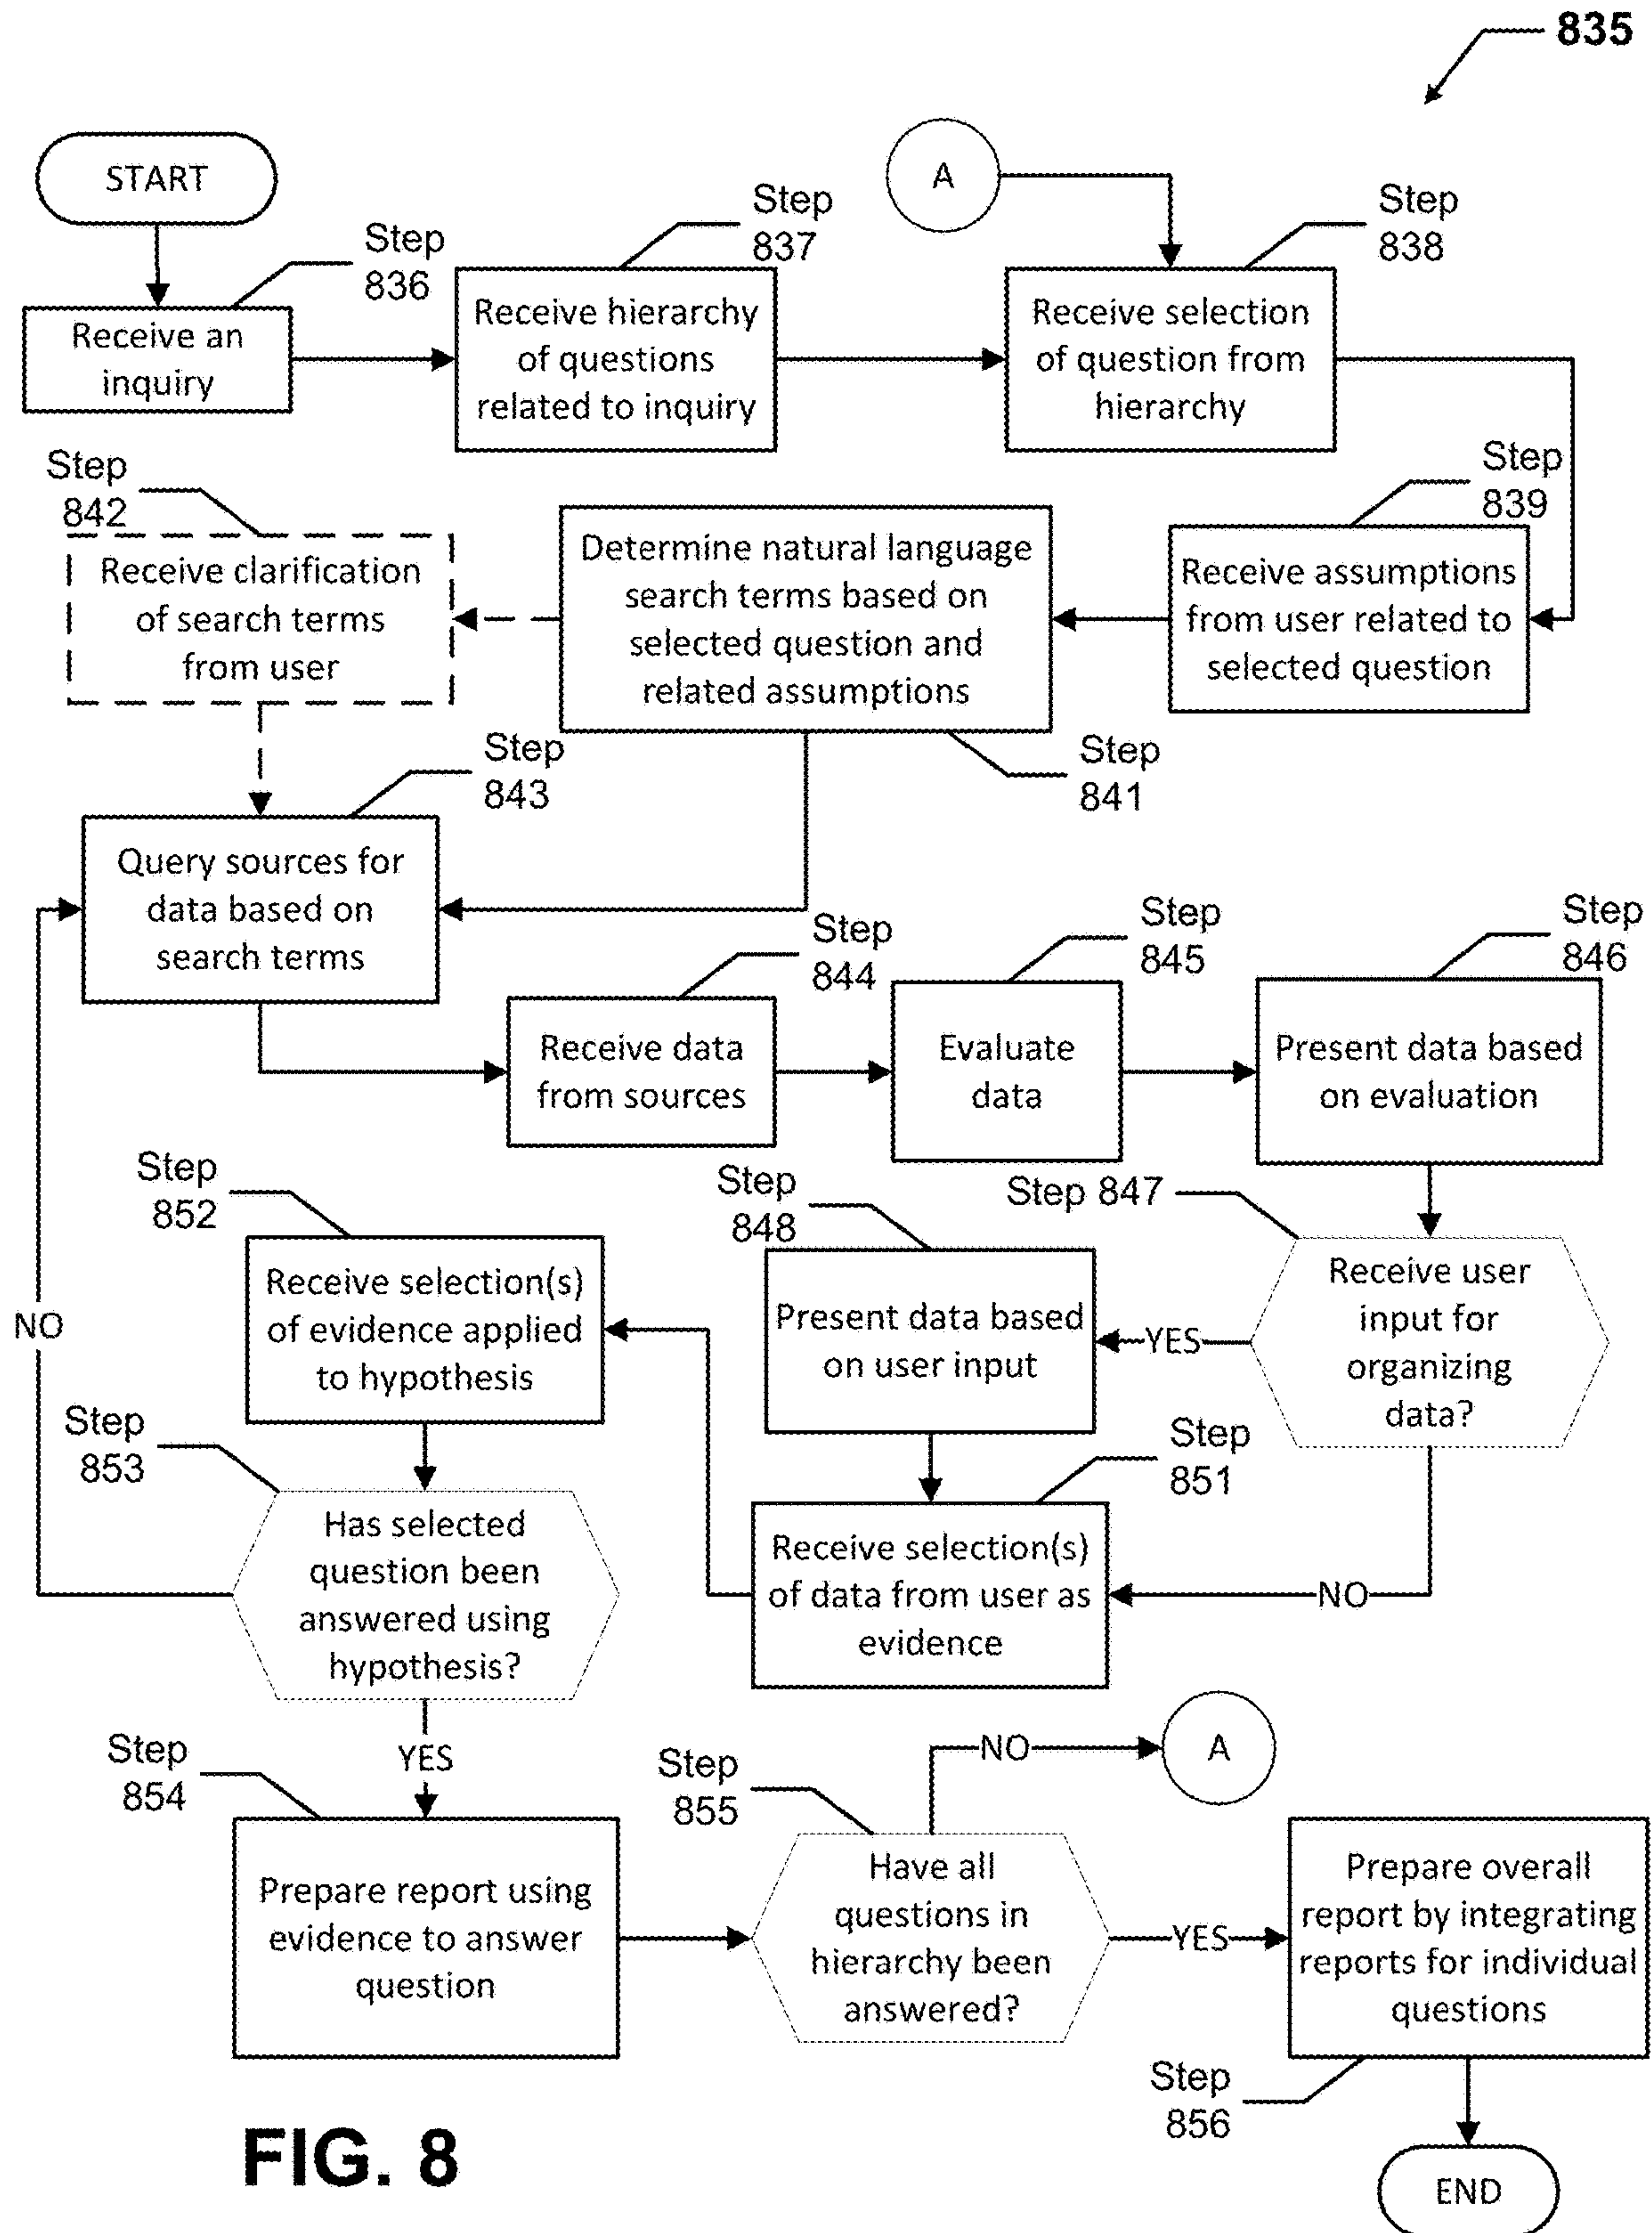 835
START
A
Step
836
Step
837
Step
838
Receive an
inquiry
Receive hierarchy
of questions
related to inquiry
Receive selection
of question from
hierarchy
Step
839
Receive assumptions
from user related to
selected question
Determine natural language
search terms based on
selected question and
related assumptions
Step
841
Step
842
Receive clarification
of search terms
from user
Step
843
Query sources for
data based on
search terms
Step
844
Receive data
from sources
Step
845
Evaluate
data
Step
846
Present data based
on evaluation
Step 847
Receive user
input for
organizing
data?
YES
NO
Step
848
Present data based
on user input
Step
851
Receive selection(s)
of data from user as
evidence
Step
852
Receive selection(s)
of evidence applied
to hypothesis
Step
853
Has selected
question been
answered using
hypothesis?
NO
YES
Step
854
Prepare report using
evidence to answer
question
Step
855
Have all
questions in
hierarchy been
answered?
NO
A
YES
Prepare overall
report by integrating
reports for individual
questions
Step
856
END
FIG. 8